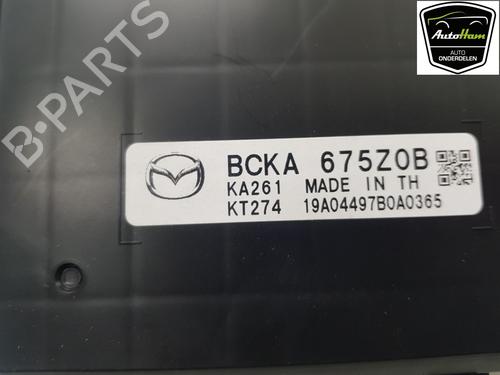 AutoHam
AUTO
ONDERDELEN
B-PARTS
BCKA 675Z0B
KA261 MADE IN TH
KT274 19A04497B0A0365